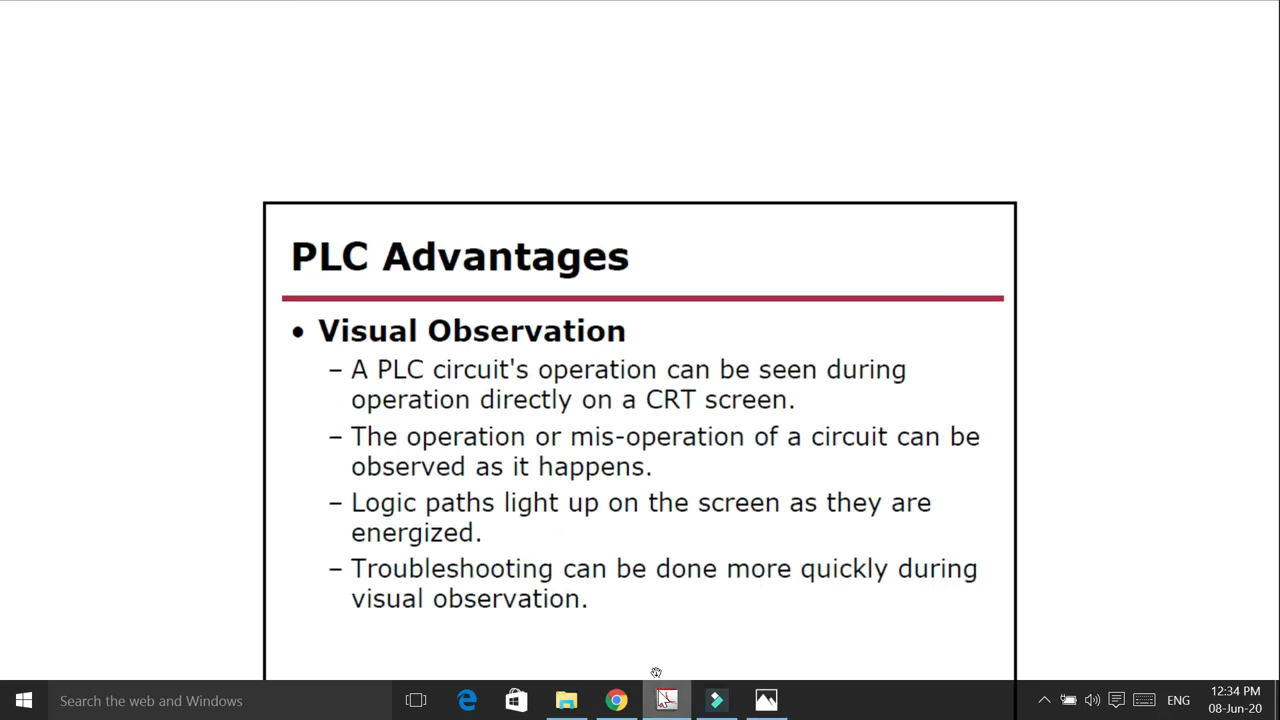 PLC Advantages
• Visual Observation
– A PLC circuit's operation can be seen during
operation directly on a CRT screen.
– The operation or mis-operation of a circuit can be
observed as it happens.
– Logic paths light up on the screen as they are
energized.
– Troubleshooting can be done more quickly during
visual observation.
Search the web and Windows
ENG
12:34 PM
08-Jun-20